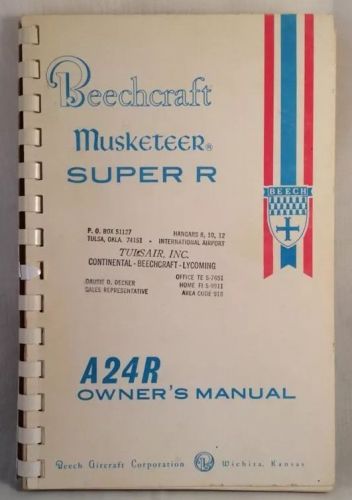 Beechcraft
Musketeer®
SUPER R
BEECH
P. O. BOX 51127 HANGARS 8, 10, 12
TULSA, OKLA. 74151 - INTERNATIONAL AIRPORT
TULSAIR, INC.
CONTINENTAL - BEECHCRAFT - LYCOMING
OFFICE TE 5-7651
D. DECKER HOME FI 5-9911
SALES REPRESENTATIVE AREA CODE 918
A24R
OWNER'S MANUAL
Beech Aircraft Corporation B Wichita, Kansas